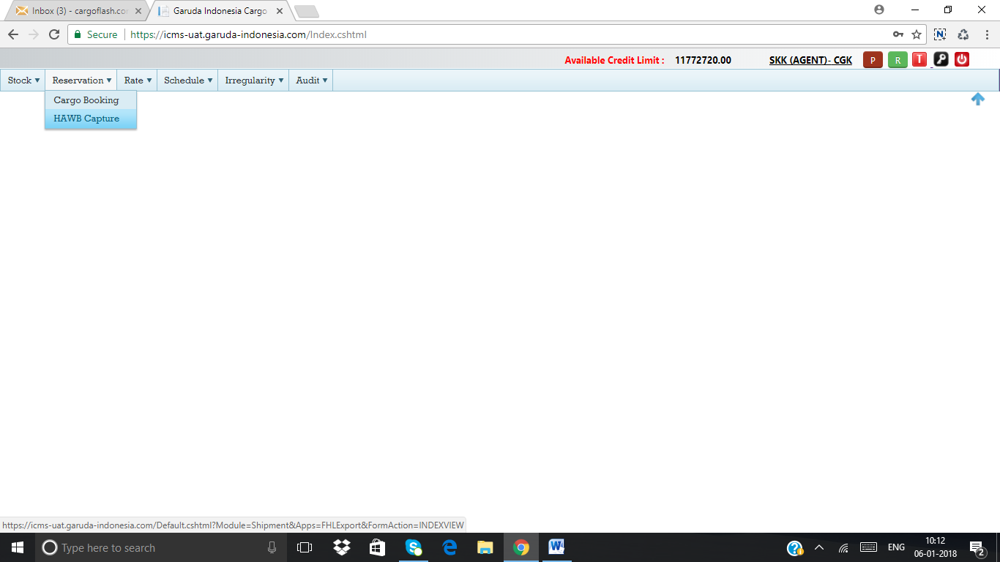 Inbox (3) - cargoflash.co
Garuda Indonesia Cargo
Secure
https://icms-uat.garuda-indonesia.com/Index.cshtml
N
Available Credit Limit : 11772720.00 SKK (AGENT)- CGK P R T
Stock Reservation Rate Schedule Irregularity Audit
Cargo Booking
HAWB Capture
https://icms-uat.garuda-indonesia.com/Default.cshtml?Module=Shipment&Apps=FHLExport&FormAction=INDEXVIEW
Type here to search
ENG
10:12
06-01-2018
2